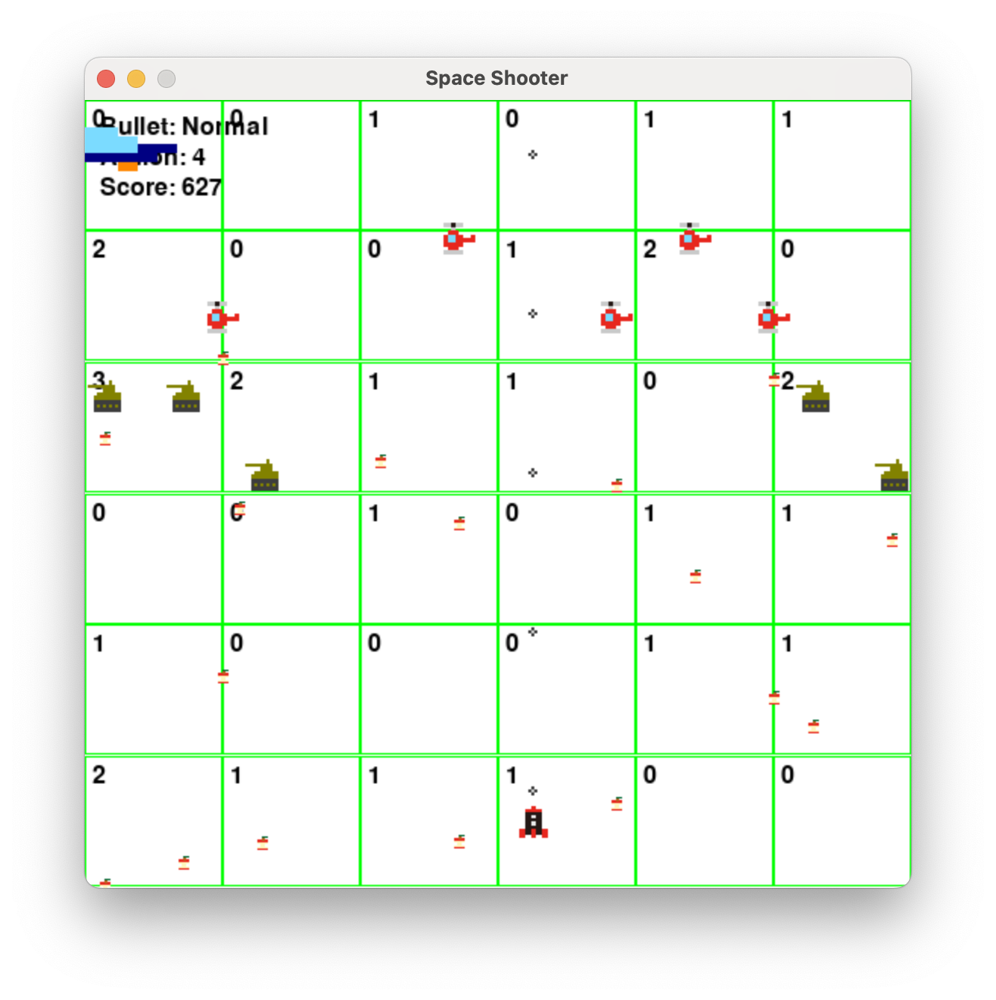 Space Shooter
0 0 1 0 1 1
Bullet: Normal
Ammon: 4
Score: 627
2 0 0 1 2 0
3 2 1 1 0 2
0 0 1 0 1 1
1 0 0 0 1 1
2 1 1 1 0 0